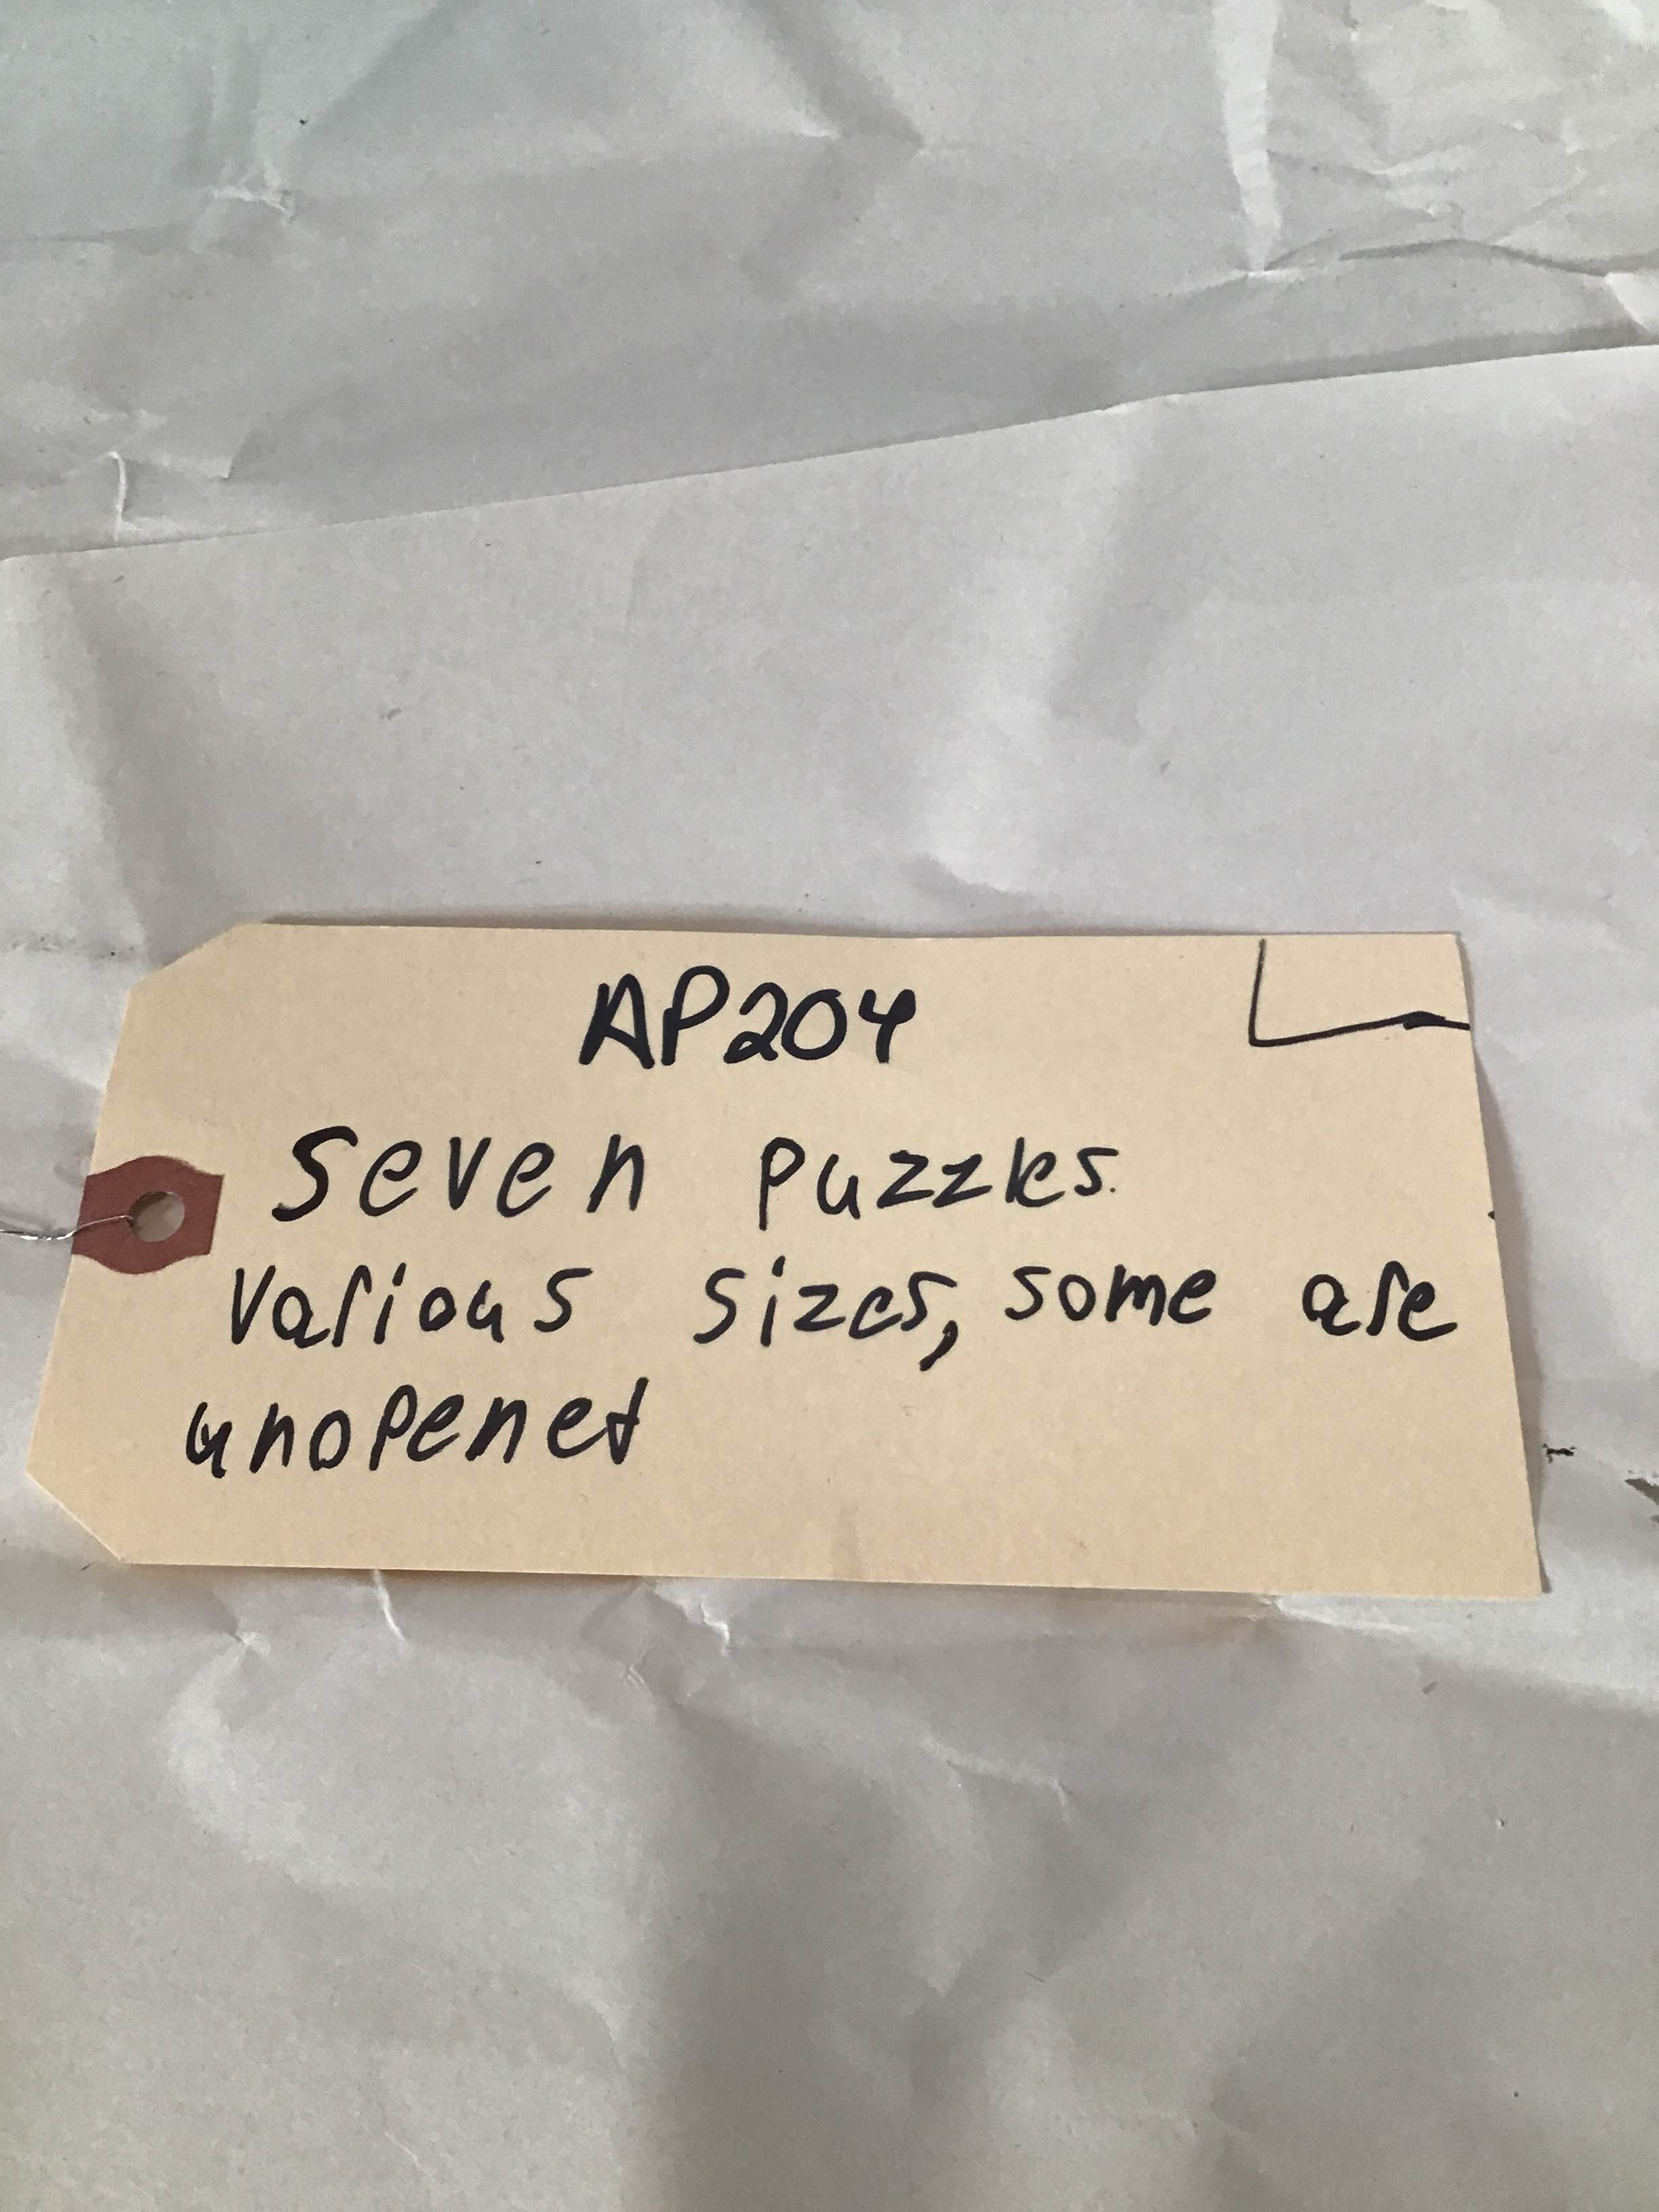 AP204
Seven puzzles.
Various sizes, some are
unopened